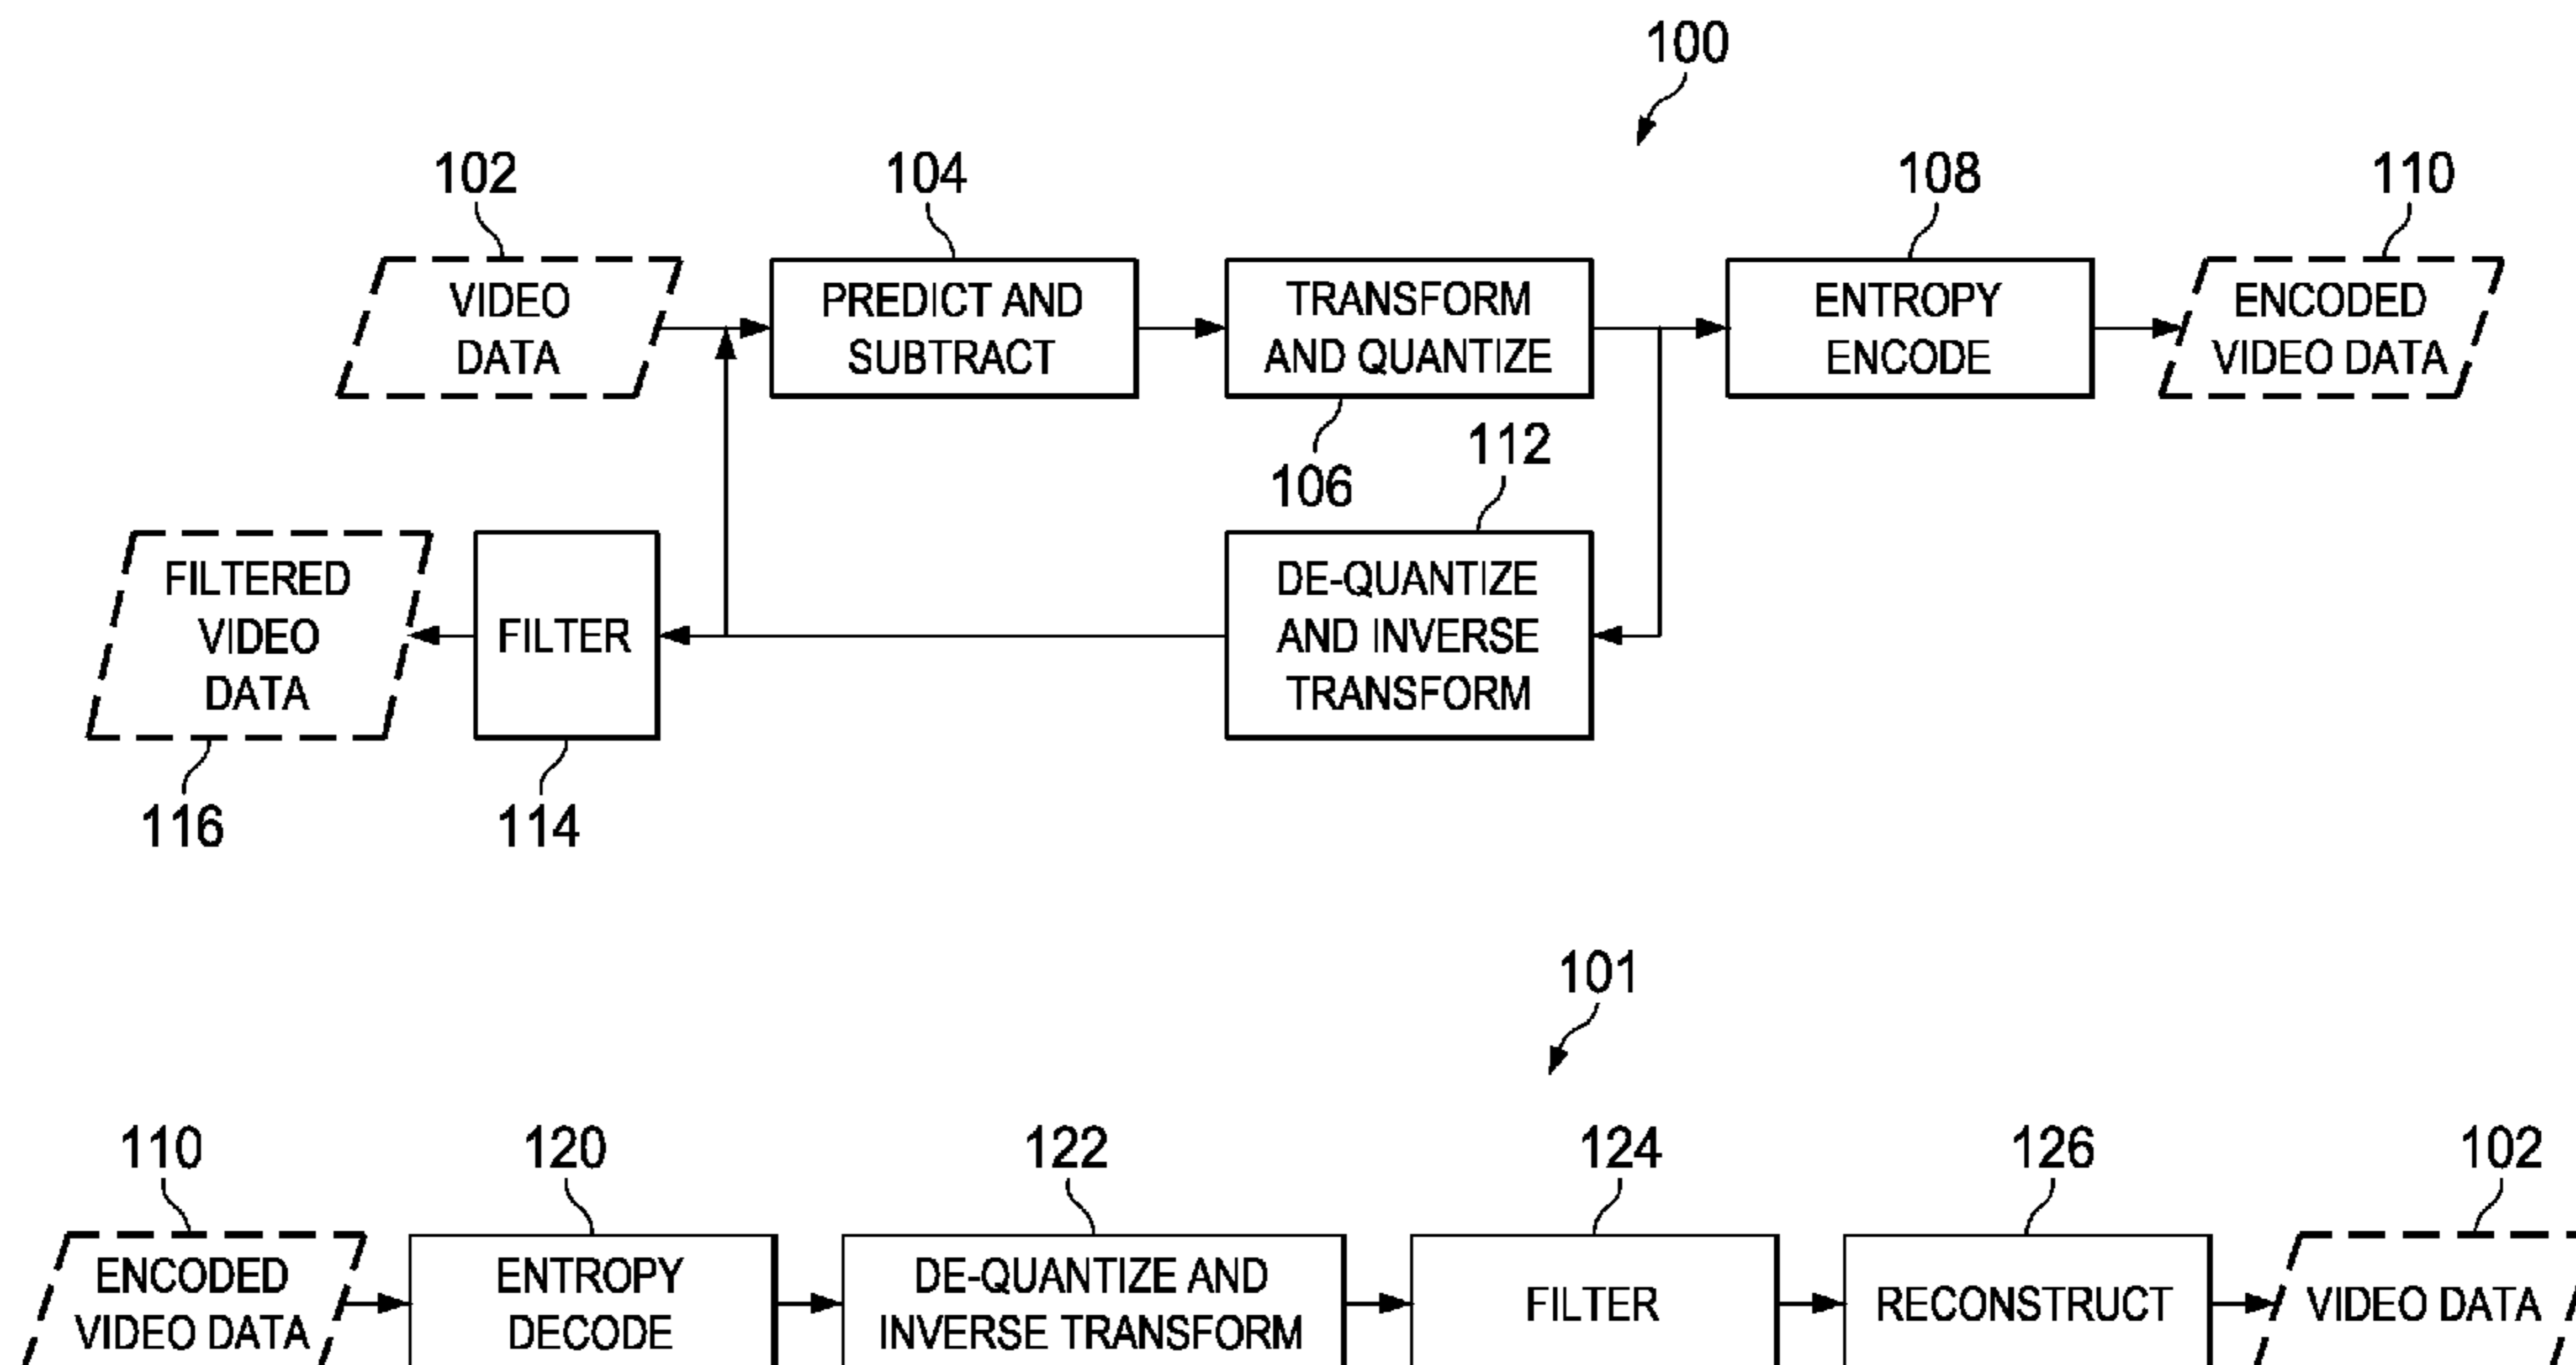 100
102
104
108
110
VIDEO
DATA
PREDICT AND
SUBTRACT
TRANSFORM
AND QUANTIZE
ENTROPY
ENCODE
ENCODED
VIDEO DATA
106
112
FILTERED
VIDEO
DATA
FILTER
DE-QUANTIZE
AND INVERSE
TRANSFORM
116
114
101
110
120
122
124
126
102
ENCODED
VIDEO DATA
ENTROPY
DECODE
DE-QUANTIZE AND
INVERSE TRANSFORM
FILTER
RECONSTRUCT
VIDEO DATA